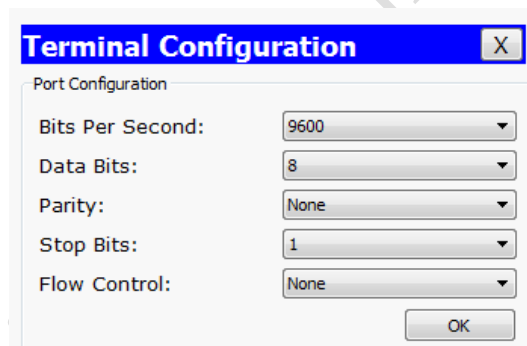 Terminal Configuration X
Port Configuration
Bits Per Second: 9600
Data Bits: 8
Parity: None
Stop Bits: 1
Flow Control: None
OK